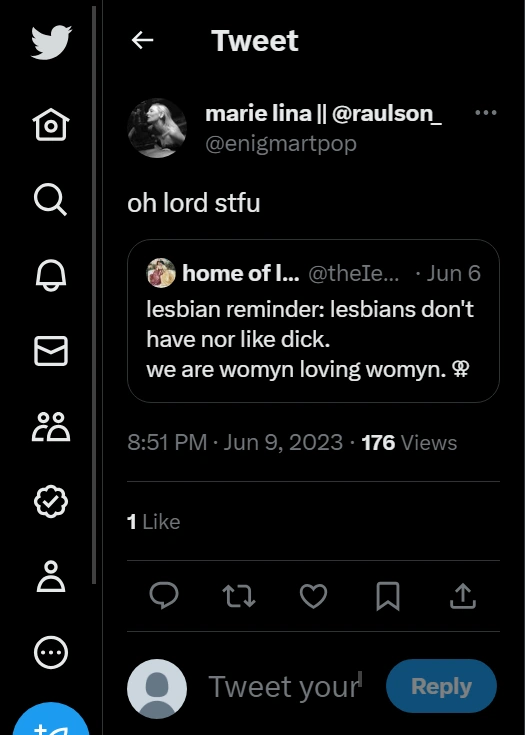 Tweet
marie lina || @raulson_
@enigmartpop
oh lord stfu
home of l... @theIe... · Jun 6
lesbian reminder: lesbians don't
have nor like dick.
we are womyn loving womyn. ⚢
8:51 PM · Jun 9, 2023 · 176 Views
1 Like
Tweet your
Reply